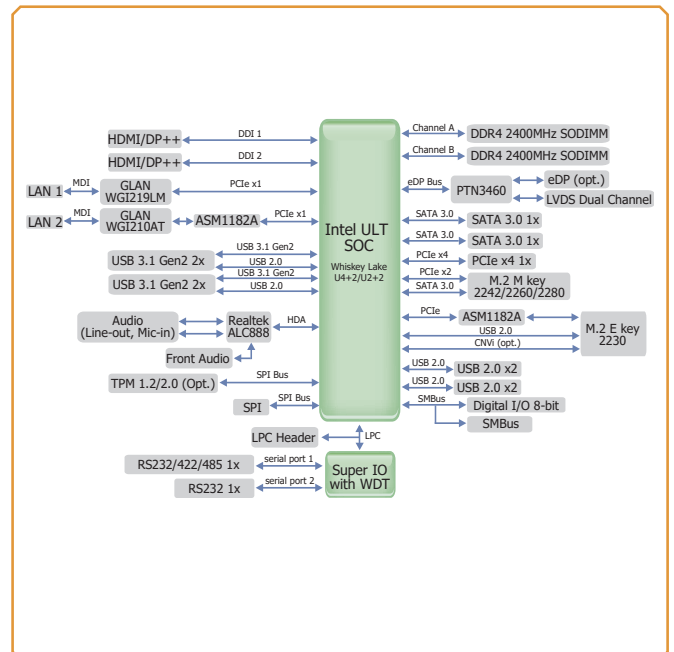 HDMI/DP++
DDI 1
HDMI/DP++
DDI 2
LAN 1
MDI
GLAN
WGI219LM
PCIe x1
LAN 2
MDI
GLAN
WGI210AT
ASM1182A
PCIe x1
USB 3.1 Gen2 2x
USB 3.1 Gen2
USB 2.0
USB 3.1 Gen2 2x
USB 3.1 Gen2
USB 2.0
Audio
(Line-out, Mic-in)
Realtek
ALC888
HDA
Front Audio
TPM 1.2/2.0 (Opt.)
SPI Bus
SPI
SPI Bus
Intel ULT
SOC
Whiskey Lake
U4+2/U2+2
Channel A
DDR4 2400MHz SODIMM
Channel B
DDR4 2400MHz SODIMM
eDP Bus
PTN3460
eDP (opt.)
LVDS Dual Channel
SATA 3.0
SATA 3.0 1x
SATA 3.0
SATA 3.0 1x
PCIe x4
PCIe x4 1x
PCIe x2
SATA 3.0
M.2 M key
2242/2260/2280
PCIe
ASM1182A
USB 2.0
CNVi (opt.)
M.2 E key
2230
USB 2.0
USB 2.0 x2
USB 2.0
USB 2.0 x2
SMBus
Digital I/O 8-bit
SMBus
LPC Header
LPC
RS232/422/485 1x
serial port 1
RS232 1x
serial port 2
Super IO
with WDT